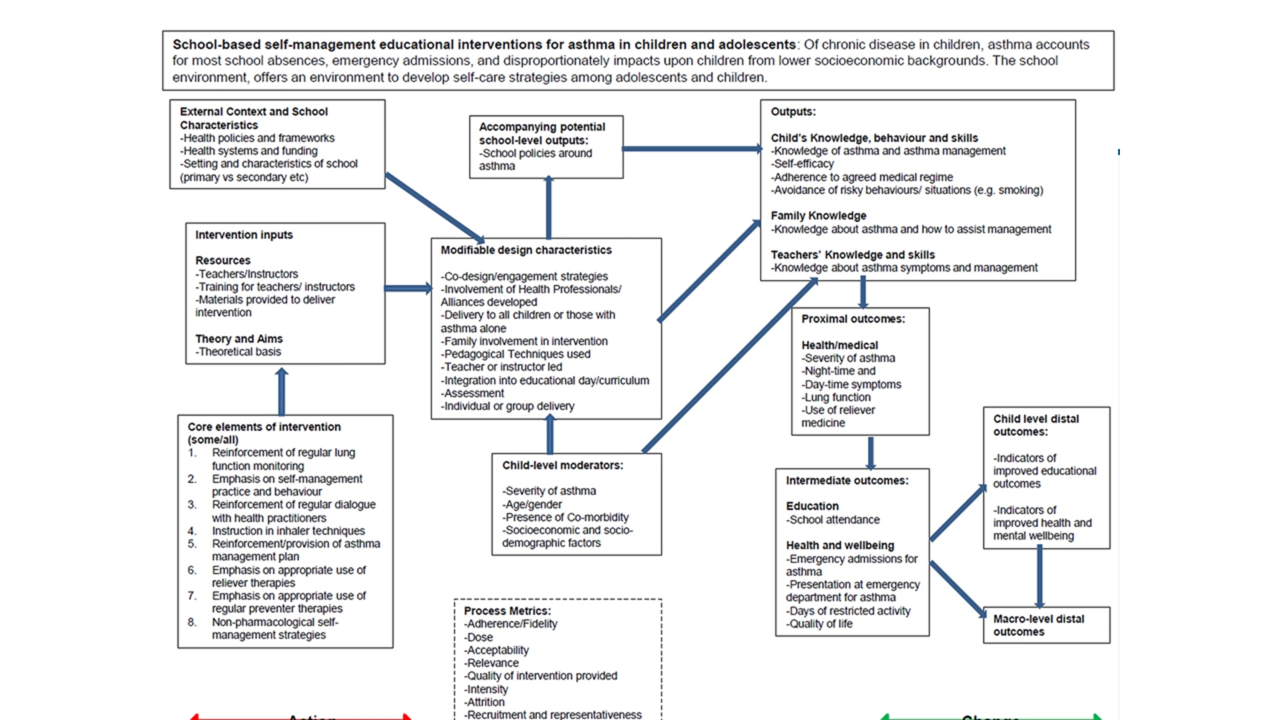 School-based self-management educational interventions for asthma in children and adolescents: Of chronic disease in children, asthma accounts
for most school absences, emergency admissions, and disproportionately impacts upon children from lower socioeconomic backgrounds. The school
environment, offers an environment to develop self-care strategies among adolescents and children.
External Context and School
Characteristics
-Health policies and frameworks
-Health systems and funding
-Setting and characteristics of school
(primary vs secondary etc)
Accompanying potential
school-level outputs:
-School policies around
asthma
Outputs:
Child's Knowledge, behaviour and skills
-Knowledge of asthma and asthma management
-Self-efficacy
-Adherence to agreed medical regime
-Avoidance of risky behaviours/ situations (e.g. smoking)
Family Knowledge
-Knowledge about asthma and how to assist management
Teachers' Knowledge and skills
-Knowledge about asthma symptoms and management
Intervention inputs
Resources
-Teachers/Instructors
-Training for teachers/ instructors
-Materials provided to deliver
intervention
Theory and Aims
-Theoretical basis
Modifiable design characteristics
-Co-design/engagement strategies
-Involvement of Health Professionals/
Alliances developed
-Delivery to all children or those with
asthma alone
-Family involvement in intervention
-Pedagogical Techniques used
-Teacher or instructor led
-Integration into educational day/curriculum
-Assessment
-Individual or group delivery
Proximal outcomes:
Health/medical
-Severity of asthma
-Night-time and
-Day-time symptoms
-Lung function
-Use of reliever
medicine
Core elements of intervention
(some/all)
1. Reinforcement of regular lung
function monitoring
2. Emphasis on self-management
practice and behaviour
3. Reinforcement of regular dialogue
with health practitioners
4. Instruction in inhaler techniques
5. Reinforcement/provision of asthma
management plan
6. Emphasis on appropriate use of
reliever therapies
7. Emphasis on appropriate use of
regular preventer therapies
8. Non-pharmacological self-
management strategies
Child-level moderators:
-Severity of asthma
-Age/gender
-Presence of Co-morbidity
-Socioeconomic and socio-
demographic factors
Intermediate outcomes:
Education
-School attendance
Health and wellbeing
-Emergency admissions for
asthma
-Presentation at emergency
department for asthma
-Days of restricted activity
-Quality of life
Child level distal
outcomes:
-Indicators of
improved educational
outcomes
-Indicators of
improved health and
mental wellbeing
Macro-level distal
outcomes
Process Metrics:
-Adherence/Fidelity
-Dose
-Acceptability
-Relevance
-Quality of intervention provided
-Intensity
-Attrition
-Recruitment and representativeness
Action
Change